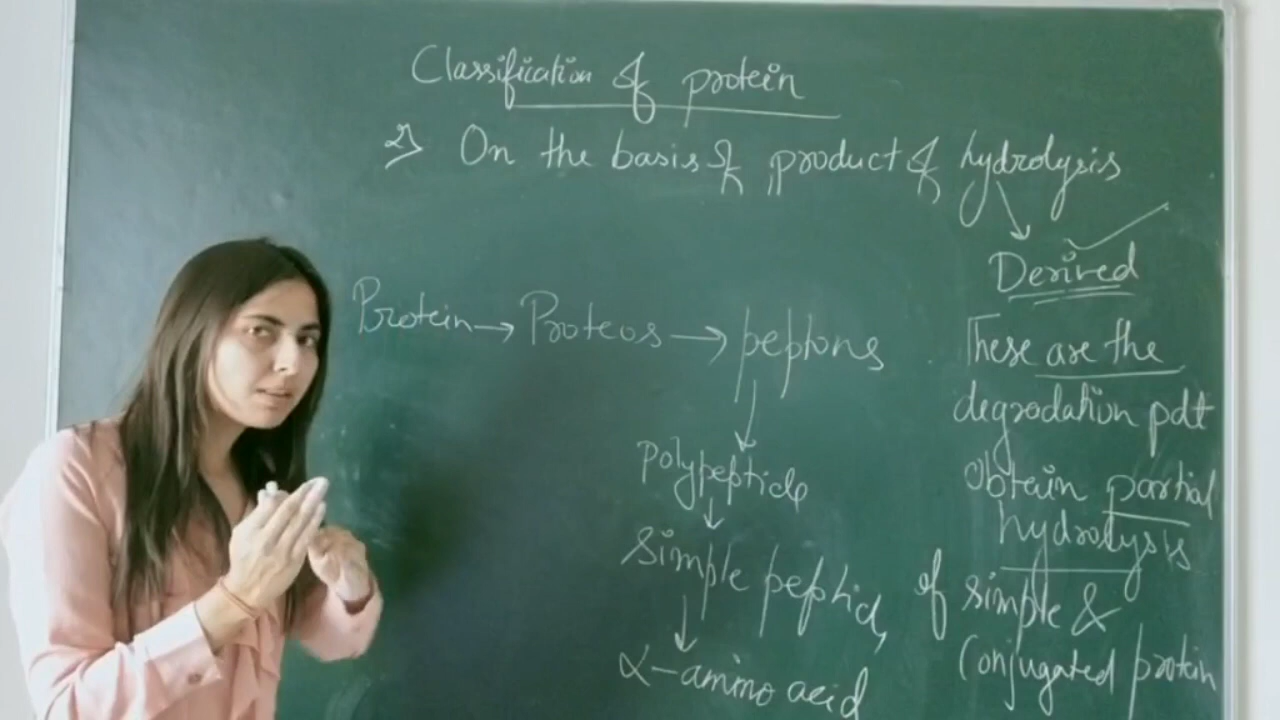 Classification of protein
2) On the basis of product of hydrolysis
Derived
Protein → Proteos → peptons
Polypeptide
Simple peptid
α-amino acid
These are the
degradation pdt
Obtain partial
hydrolysis
of simple &
Conjugated protein